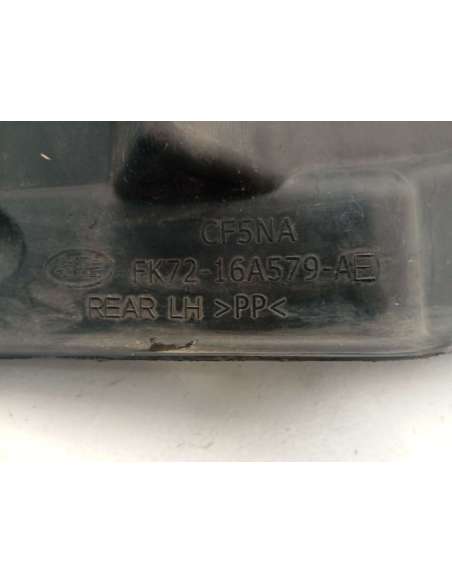 CF5NA
FK72-16A579-AE
REAR LH >PP<